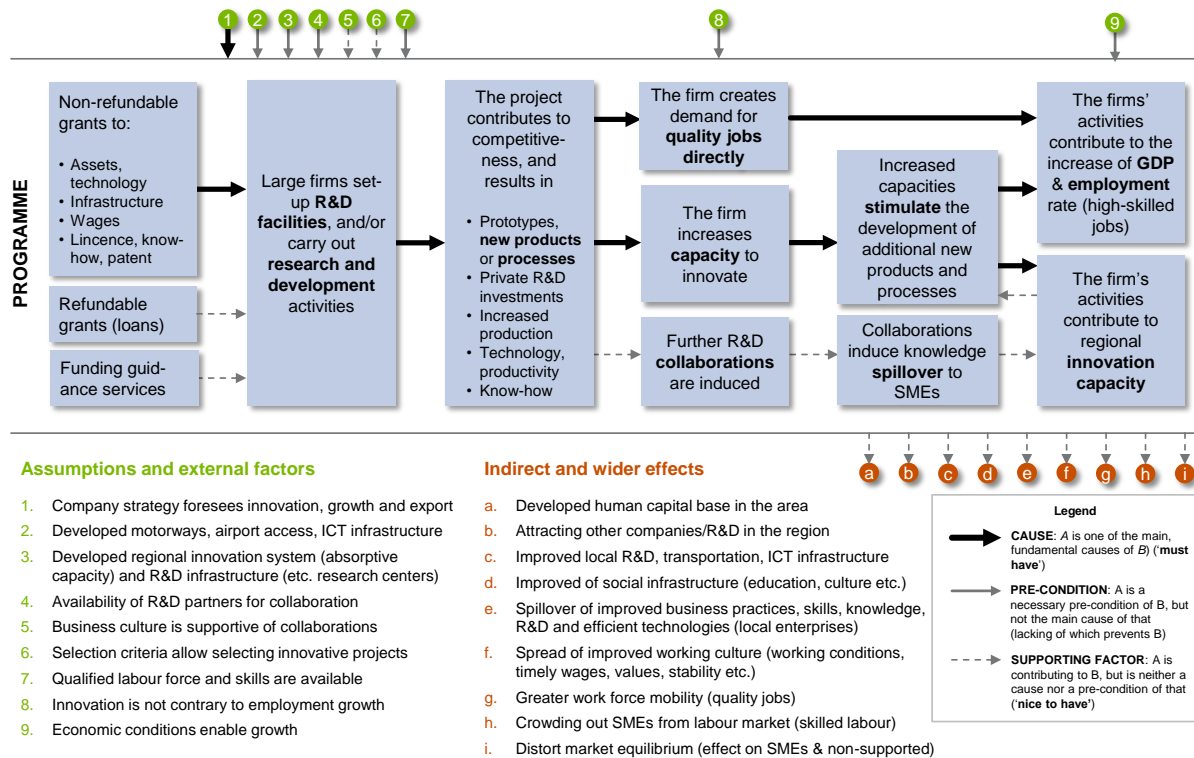 1 2 3 4 5 6 7 8 9
PROGRAMME
Non-refundable
grants to:
• Assets,
technology
• Infrastructure
• Wages
• Lincence, know-
how, patent
Refundable
grants (loans)
Funding guid-
ance services
Large firms set-
up R&D
facilities, and/or
carry out
research and
development
activities
The project
contributes to
competitive-
ness, and
results in
• Prototypes,
new products
or processes
• Private R&D
investments
• Increased
production
• Technology,
productivity
• Know-how
The firm creates
demand for
quality jobs
directly
The firm
increases
capacity to
innovate
Further R&D
collaborations
are induced
Increased
capacities
stimulate the
development of
additional new
products and
processes
Collaborations
induce knowledge
spillover to
SMEs
The firms'
activities
contribute to the
increase of GDP
& employment
rate (high-skilled
jobs)
The firm's
activities
contribute to
regional
innovation
capacity
a b c d e f g h i
Assumptions and external factors
1. Company strategy foresees innovation, growth and export
2. Developed motorways, airport access, ICT infrastructure
3. Developed regional innovation system (absorptive
capacity) and R&D infrastructure (etc. research centers)
4. Availability of R&D partners for collaboration
5. Business culture is supportive of collaborations
6. Selection criteria allow selecting innovative projects
7. Qualified labour force and skills are available
8. Innovation is not contrary to employment growth
9. Economic conditions enable growth
Indirect and wider effects
a. Developed human capital base in the area
b. Attracting other companies/R&D in the region
c. Improved local R&D, transportation, ICT infrastructure
d. Improved of social infrastructure (education, culture etc.)
e. Spillover of improved business practices, skills, knowledge,
R&D and efficient technologies (local enterprises)
f. Spread of improved working culture (working conditions,
timely wages, values, stability etc.)
g. Greater work force mobility (quality jobs)
h. Crowding out SMEs from labour market (skilled labour)
i. Distort market equilibrium (effect on SMEs & non-supported)
Legend
CAUSE: A is one of the main,
fundamental causes of B) ('must
have')
PRE-CONDITION: A is a
necessary pre-condition of B, but
not the main cause of that
(lacking of which prevents B)
SUPPORTING FACTOR: A is
contributing to B, but is neither a
cause nor a pre-condition of that
('nice to have')